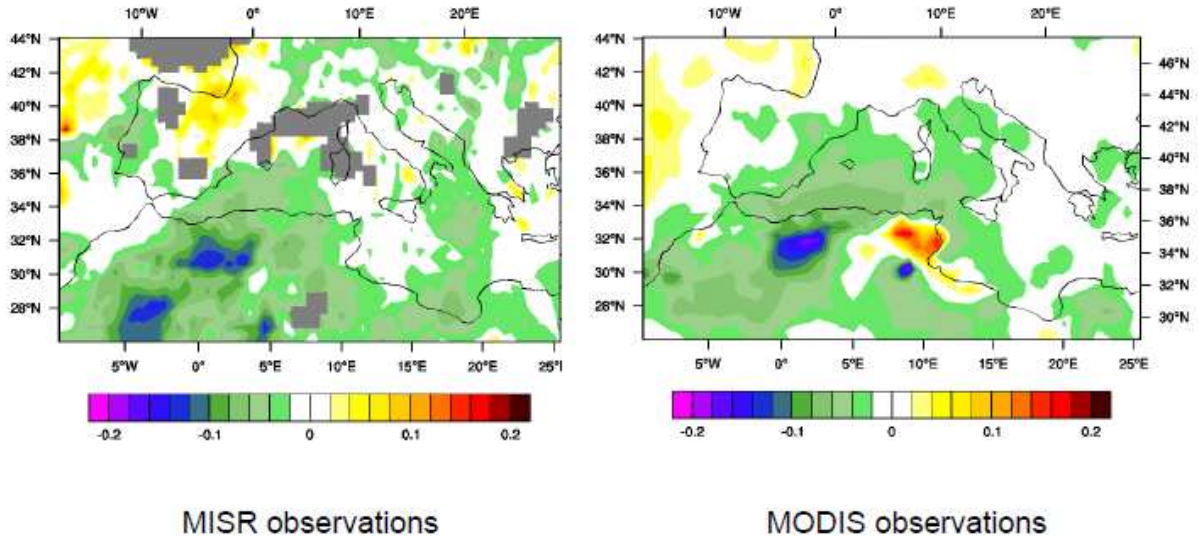 10°W 0° 10°E 20°E
10°W 0° 10°E 20°E
44°N
42°N
40°N
38°N
36°N
34°N
32°N
30°N
28°N
44°N
42°N
40°N
38°N
36°N
34°N
32°N
30°N
28°N
46°N
44°N
42°N
40°N
38°N
36°N
34°N
32°N
30°N
5°W 0° 5°E 10°E 15°E 20°E 25°E
5°W 0° 5°E 10°E 15°E 20°E 25°E
-0.2 -0.1 0 0.1 0.2
-0.2 -0.1 0 0.1 0.2
MISR observations
MODIS observations